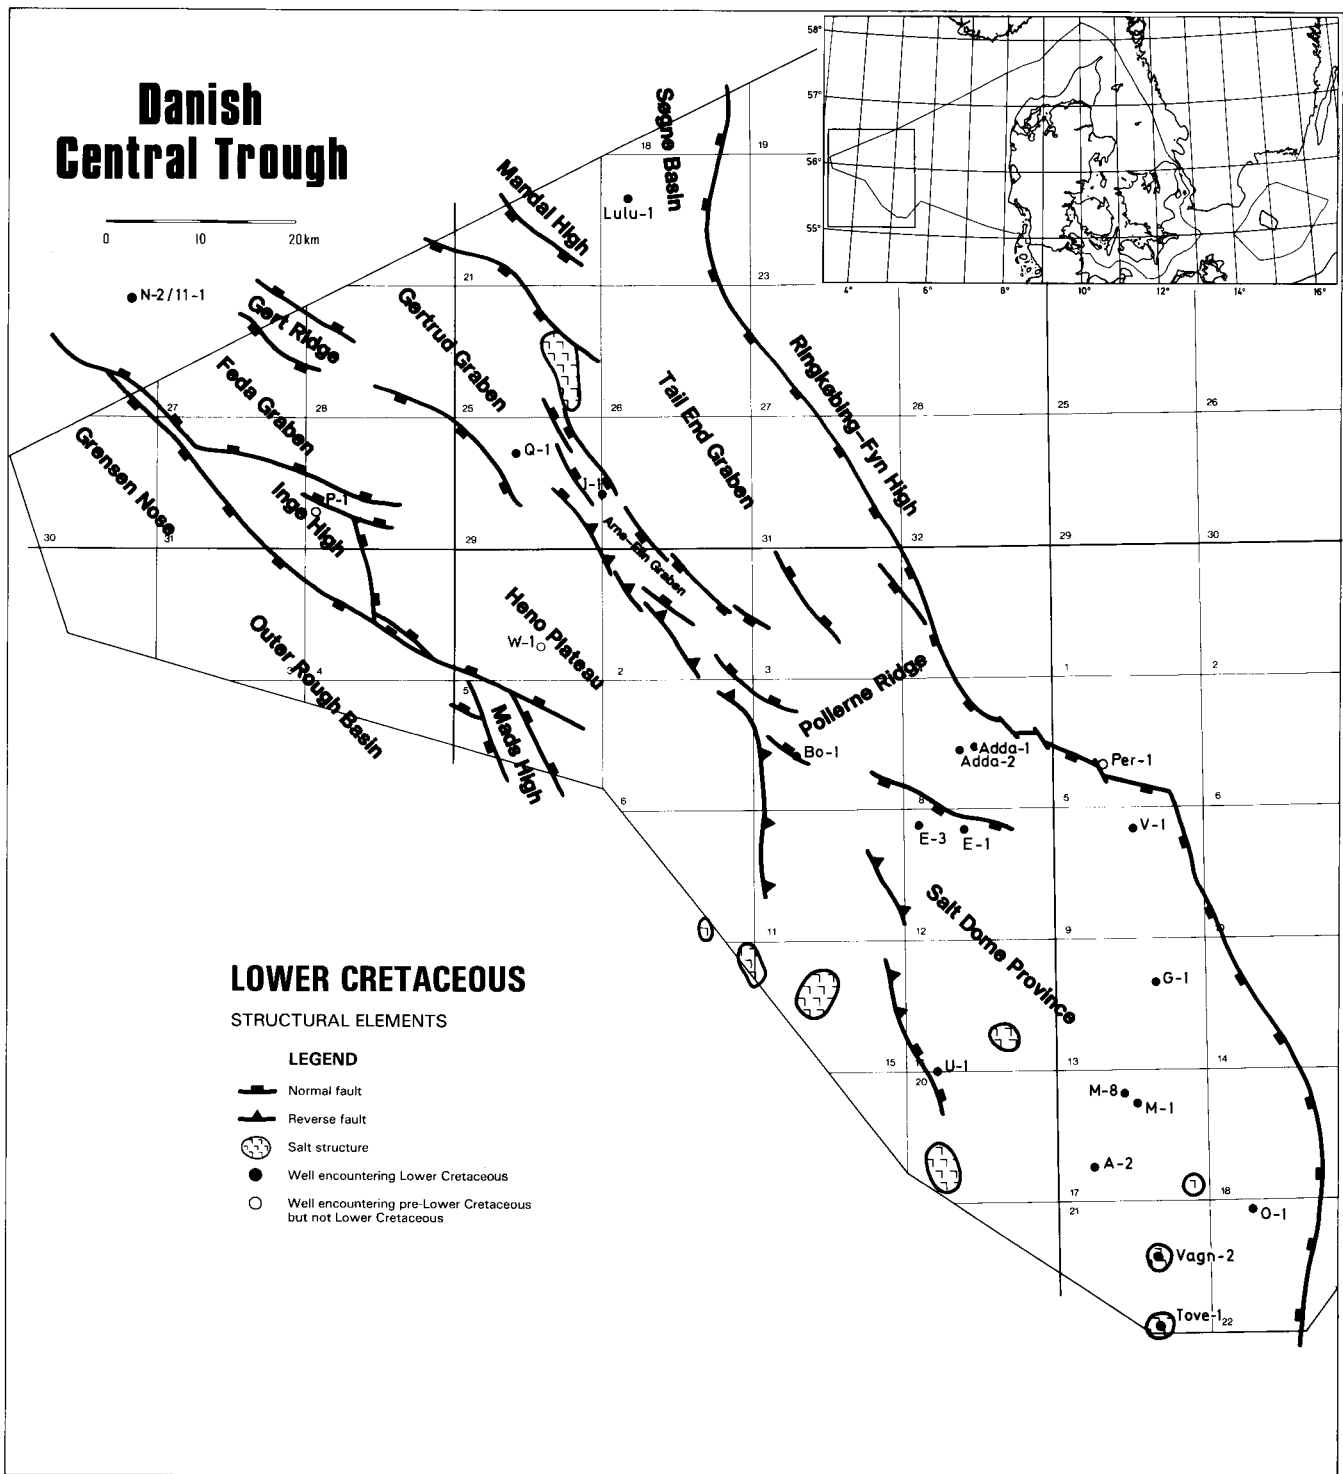 Danish
Central Trough
0 10 20 km
58°
57°
56°
55°
4° 6° 8° 10° 12° 14° 16°
Søgne Basin
18
19
Mandal High
Lulu-1
21
23
N-2/11-1
Gert Ridge
Gertrud Graben
Feda Graben
Tail End Graben
Ringkøbing-Fyn High
27
28
25
26
27
28
25
26
Q-1
Grensen Nose
Inge High
P-1
I-1
Arne-Elin Graben
30
31
29
31
32
29
30
Heno Plateau
W-1
Outer Rough Basin
3
4
5
2
3
1
2
Mads High
Pollerne Ridge
Bo-1
Adda-1
Adda-2
Per-1
6
8
5
6
E-3
E-1
V-1
Salt Dome Province
11
12
9
G-1
15
20
U-1
13
14
M-8
M-1
A-2
17
21
18
O-1
Vagn-2
Tove-1
22
LOWER CRETACEOUS
STRUCTURAL ELEMENTS
LEGEND
Normal fault
Reverse fault
Salt structure
Well encountering Lower Cretaceous
Well encountering pre-Lower Cretaceous
but not Lower Cretaceous